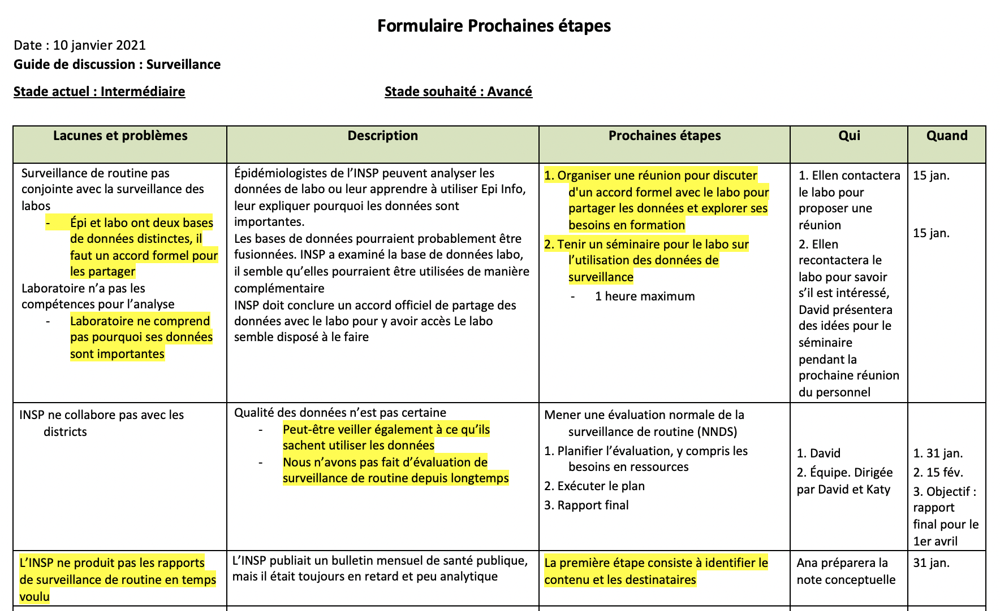 Formulaire Prochaines étapes
Date : 10 janvier 2021
Guide de discussion : Surveillance
Stade actuel : Intermédiaire
Stade souhaité : Avancé
Lacunes et problèmes
Description
Prochaines étapes
Qui
Quand
Surveillance de routine pas
conjointe avec la surveillance des
labos
- Épi et labo ont deux bases
de données distinctes, il
faut un accord formel pour
les partager
Laboratoire n’a pas les
compétences pour l’analyse
- Laboratoire ne comprend
pas pourquoi ses données
sont importantes
Épidémiologistes de l’INSP peuvent analyser les
données de labo ou leur apprendre à utiliser Epi Info,
leur expliquer pourquoi les données sont
importantes.
Les bases de données pourraient probablement être
fusionnées. INSP a examiné la base de données labo,
il semble qu’elles pourraient être utilisées de manière
complémentaire
INSP doit conclure un accord officiel de partage des
données avec le labo pour y avoir accès Le labo
semble disposé à le faire
1. Organiser une réunion pour discuter
d'un accord formel avec le labo pour
partager les données et explorer ses
besoins en formation
2. Tenir un séminaire pour le labo sur
l’utilisation des données de
surveillance
- 1 heure maximum
1. Ellen contactera
le labo pour
proposer une
réunion
2. Ellen
recontactera le
labo pour savoir
s’il est intéressé,
David présentera
des idées pour le
séminaire
pendant la
prochaine réunion
du personnel
15 jan.
15 jan.
INSP ne collabore pas avec les
districts
Qualité des données n’est pas certaine
- Peut-être veiller également à ce qu’ils
sachent utiliser les données
- Nous n’avons pas fait d’évaluation de
surveillance de routine depuis longtemps
Mener une évaluation normale de la
surveillance de routine (NNDS)
1. Planifier l’évaluation, y compris les
besoins en ressources
2. Exécuter le plan
3. Rapport final
1. David
2. Équipe. Dirigée
par David et Katy
1. 31 jan.
2. 15 fév.
3. Objectif :
rapport
final pour le
1er avril
L’INSP ne produit pas les rapports
de surveillance de routine en temps
voulu
L’INSP publiait un bulletin mensuel de santé publique,
mais il était toujours en retard et peu analytique
La première étape consiste à identifier le
contenu et les destinataires
Ana préparera la
note conceptuelle
31 jan.